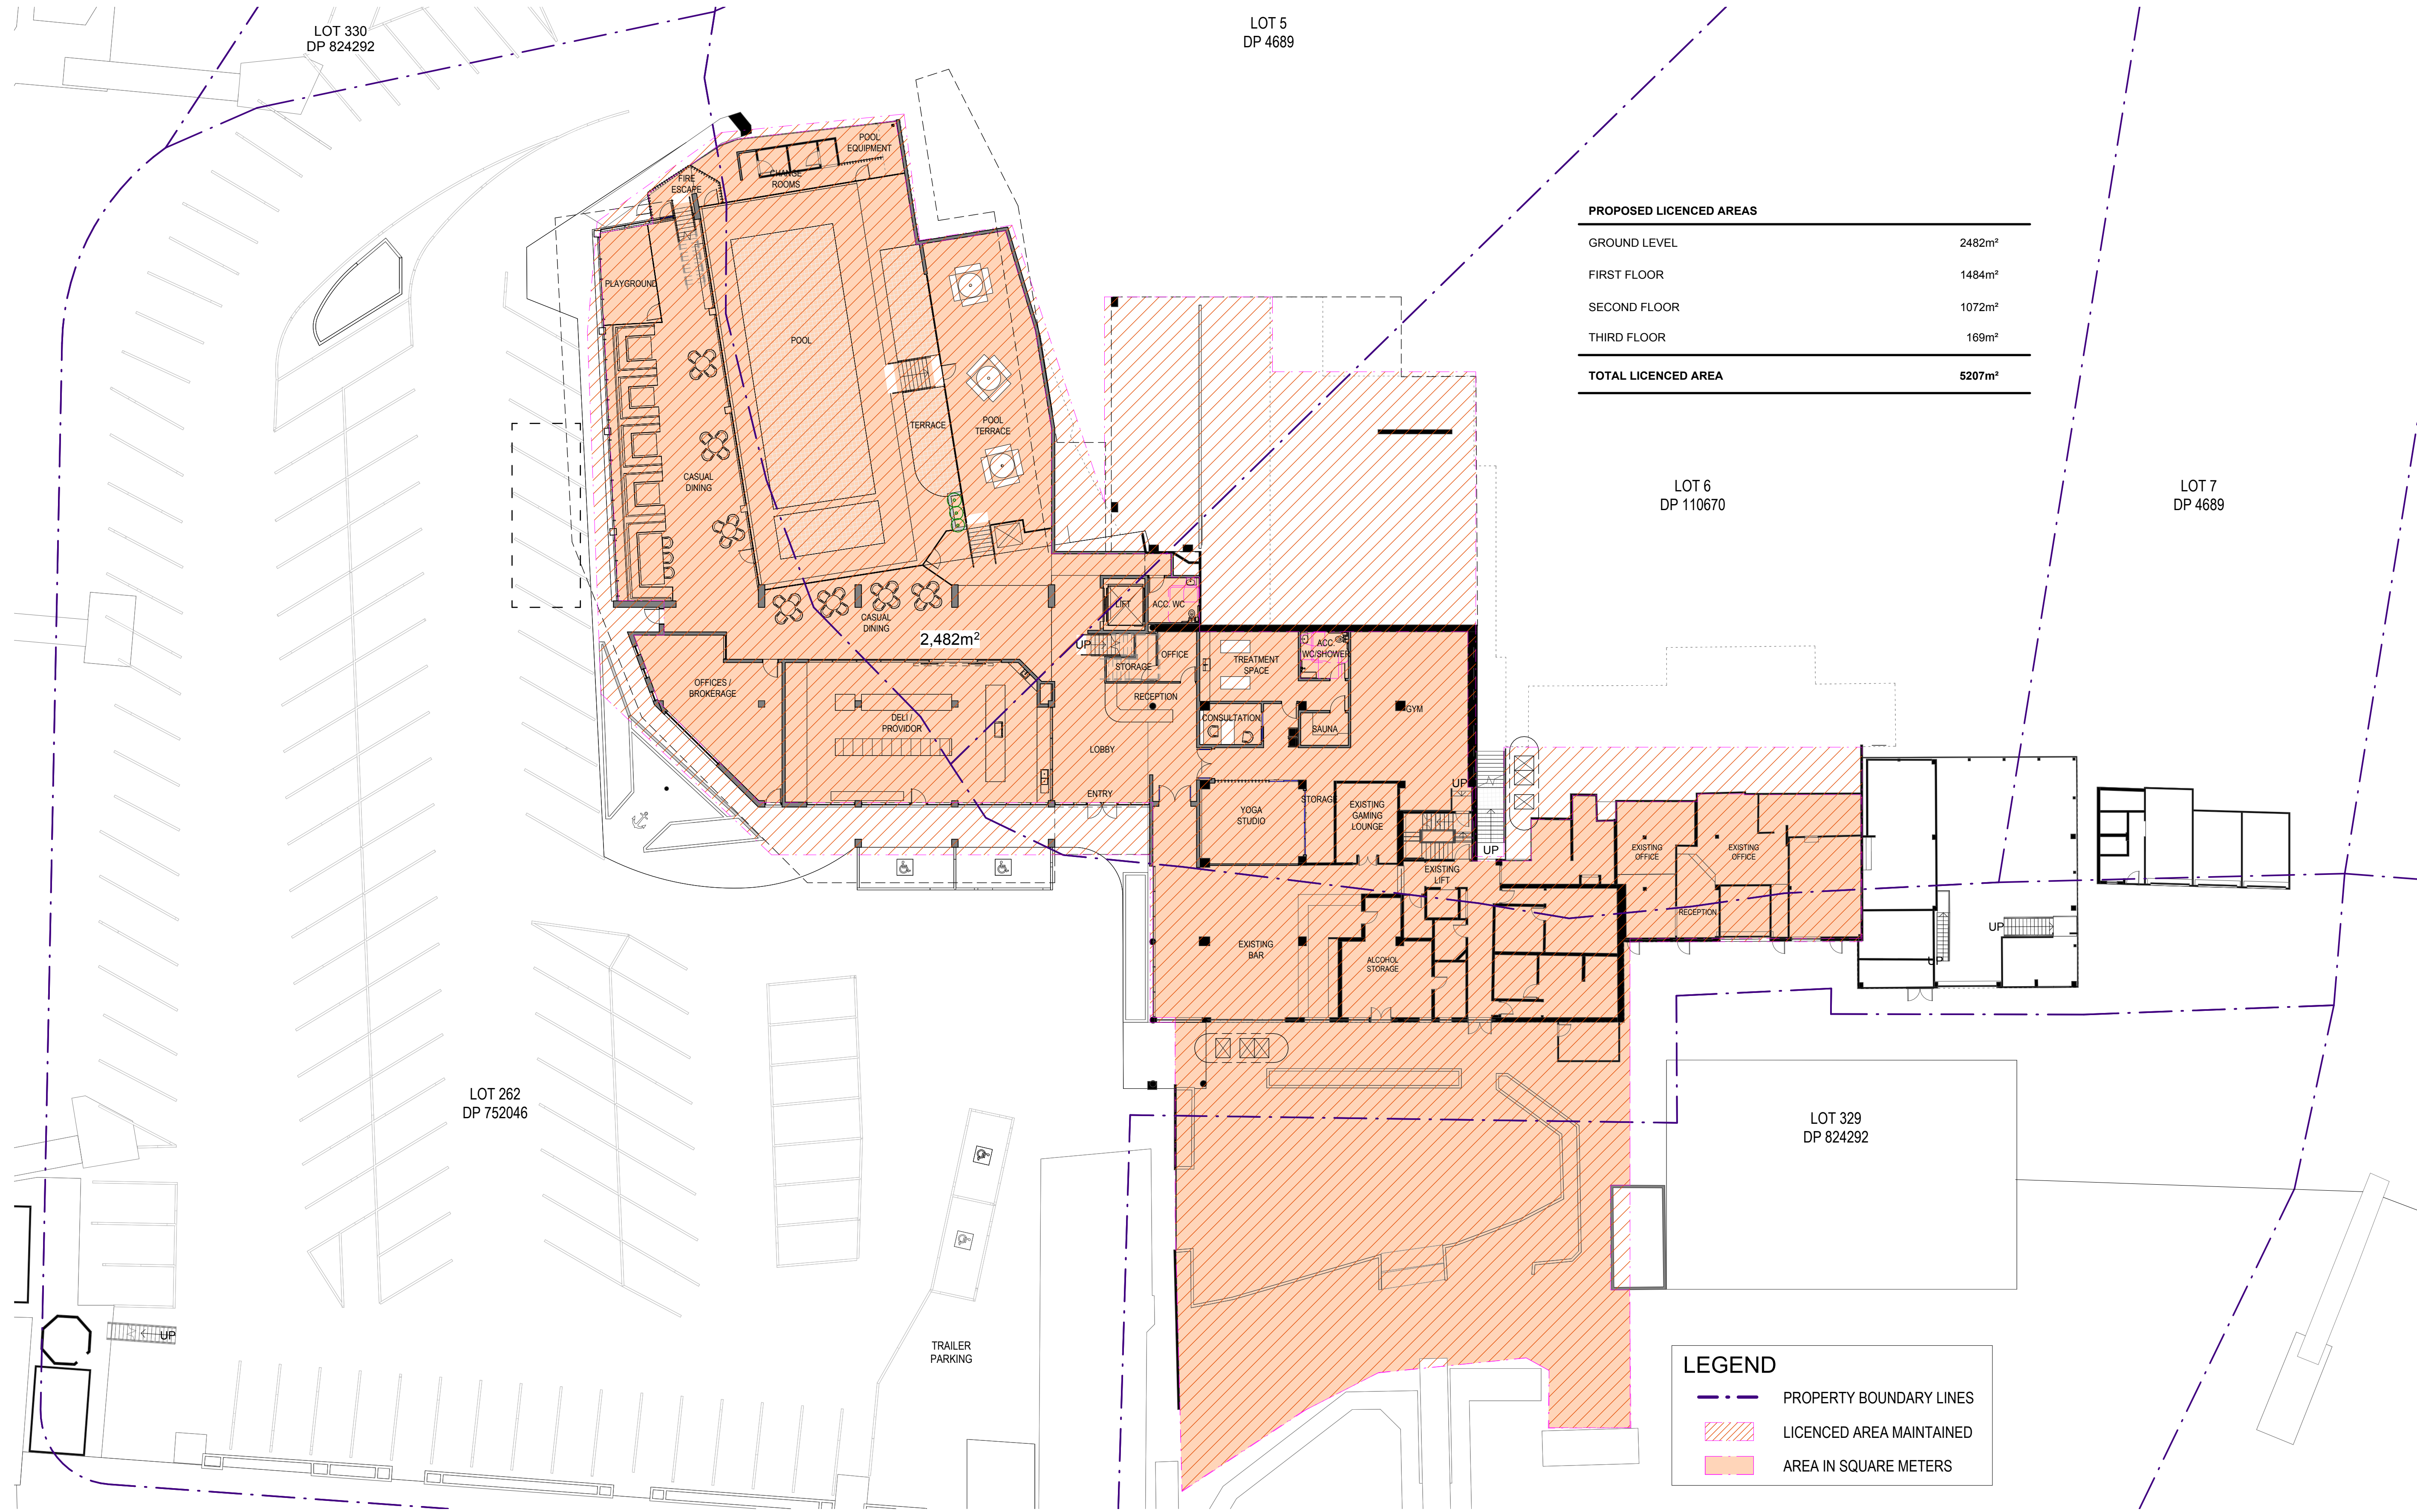 LOT 330
DP 824292
LOT 5
DP 4689
POOL
EQUIPMENT
CHANGE
ROOMS
FIRE
ESCAPE
PROPOSED LICENCED AREAS
GROUND LEVEL 2482m²
FIRST FLOOR 1484m²
SECOND FLOOR 1072m²
THIRD FLOOR 169m²
TOTAL LICENCED AREA 5207m²
PLAYGROUND
POOL
TERRACE
POOL
TERRACE
CASUAL
DINING
LOT 6
DP 110670
LOT 7
DP 4689
LIFT
ACC. WC
CASUAL
DINING
2,482m²
UP
STORAGE
OFFICE
TREATMENT
SPACE
ACC.
WC/SHOWER
OFFICES /
BROKERAGE
RECEPTION
DELI /
PROVIDOR
CONSULTATION
SAUNA
GYM
LOBBY
ENTRY
UP
YOGA
STUDIO
STORAGE
EXISTING
GAMING
LOUNGE
UP
EXISTING
LIFT
EXISTING
OFFICE
EXISTING
OFFICE
RECEPTION
UP
UP
EXISTING
BAR
ALCOHOL
STORAGE
LOT 262
DP 752046
LOT 329
DP 824292
UP
TRAILER
PARKING
LEGEND
PROPERTY BOUNDARY LINES
LICENCED AREA MAINTAINED
AREA IN SQUARE METERS